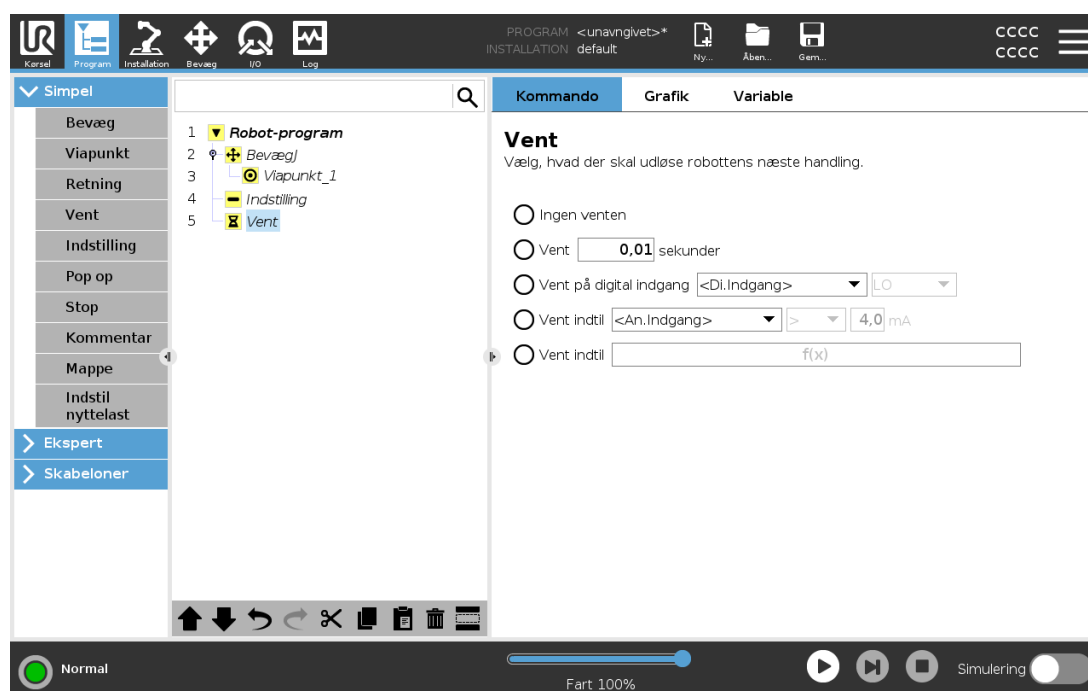 PROGRAM <unavngivet>*
INSTALLATION default
CCCC
CCCC
UR
Kørsel
Program
Installation
Bevæg
I/O
Log
Ny...
Åben...
Gem...
Simpel
Bevæg
Viapunkt
Retning
Vent
Indstilling
Pop op
Stop
Kommentar
Mappe
Indstil
nyttelast
Ekspert
Skabeloner
1 Robot-program
2 BevægJ
3 Viapunkt_1
4 Indstilling
5 Vent
Kommando Grafik Variable
Vent
Vælg, hvad der skal udløse robottens næste handling.
Ingen venten
Vent 0,01 sekunder
Vent på digital indgang <Di.Indgang> LO
Vent indtil <An.Indgang> > 4,0 mA
Vent indtil f(x)
Normal
Fart 100%
Simulering